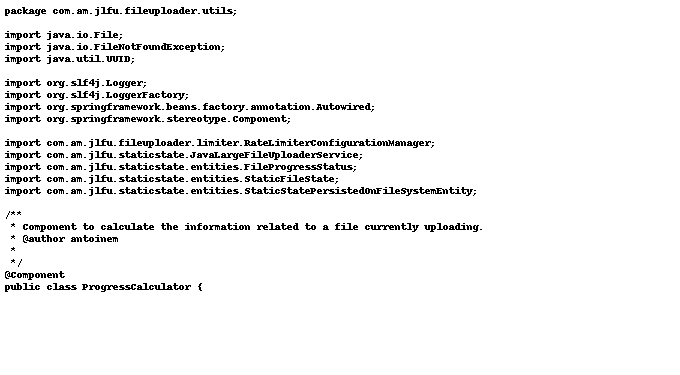 package com.am.jlfu.fileuploader.utils;
import java.io.File;
import java.io.FileNotFoundException;
import java.util.UUID;
import org.slf4j.Logger;
import org.slf4j.LoggerFactory;
import org.springframework.beans.factory.annotation.Autowired;
import org.springframework.stereotype.Component;
import com.am.jlfu.fileuploader.limiter.RateLimiterConfigurationManager;
import com.am.jlfu.staticstate.JavaLargeFileUploaderService;
import com.am.jlfu.staticstate.entities.FileProgressStatus;
import com.am.jlfu.staticstate.entities.StaticFileState;
import com.am.jlfu.staticstate.entities.StaticStatePersistedOnFileSystemEntity;
/**
 * Component to calculate the information related to a file currently uploading.
 * @author antoinem
 *
 */
@Component
public class ProgressCalculator {